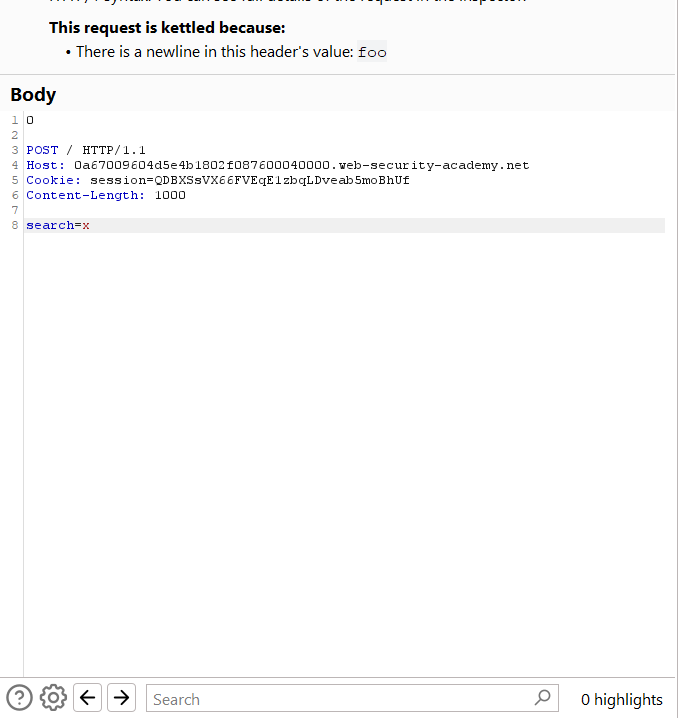 This request is kettled because:
• There is a newline in this header's value: foo
Body
1 0
2
3 POST / HTTP/1.1
4 Host: 0a67009604d5e4b1802f087600040000.web-security-academy.net
5 Cookie: session=QDBXSsVX66FVEqE1zbqLDveab5moBhUf
6 Content-Length: 1000
7
8 search=x
Search
0 highlights